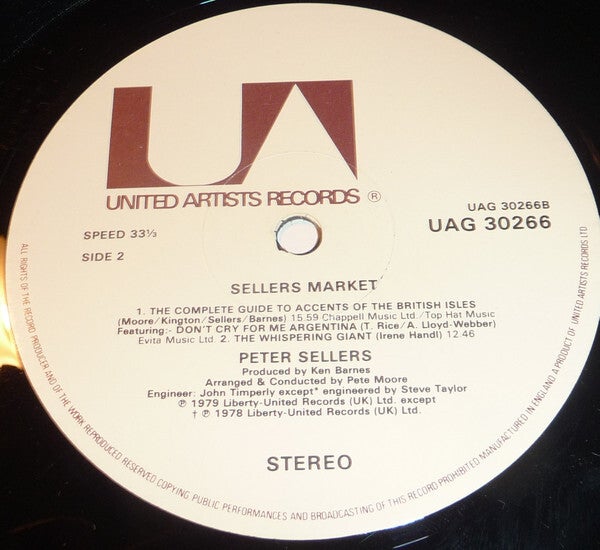 UA
UNITED ARTISTS RECORDS ®
UAG 30266B
SPEED 33⅓
UAG 30266
SIDE 2
SELLERS MARKET
1. THE COMPLETE GUIDE TO ACCENTS OF THE BRITISH ISLES
(Moore/Kington/Sellers/Barnes) 15.59 Chappell Music Ltd./Top Hat Music
Featuring:- DON'T CRY FOR ME ARGENTINA (T. Rice/A. Lloyd-Webber)
Evita Music Ltd. 2. THE WHISPERING GIANT (Irene Handl) 12.46
PETER SELLERS
Produced by Ken Barnes
Arranged & Conducted by Pete Moore
Engineer: John Timperly except* engineered by Steve Taylor
℗ 1979 Liberty-United Records (UK) Ltd. except
† ℗ 1978 Liberty-United Records (UK) Ltd.
STEREO
ALL RIGHTS OF THE RECORD PRODUCER AND OF THE WORK REPRODUCED RESERVED COPYING PUBLIC PERFORMANCES AND BROADCASTING OF THIS RECORD PROHIBITED MANUFACTURED IN ENGLAND A PRODUCT OF UNITED ARTISTS RECORDS LTD